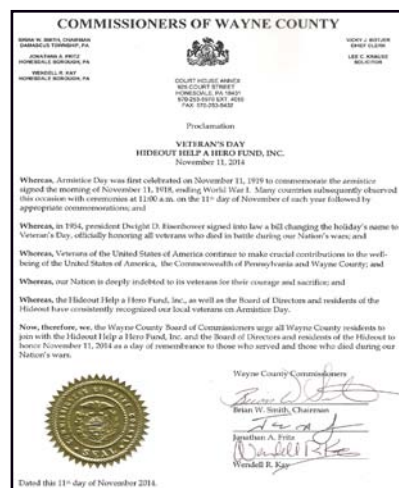 COMMISSIONERS OF WAYNE COUNTY
BRIAN W. SMITH, CHAIRMAN
DAMASCUS TOWNSHIP, PA
JONATHAN A. FRITZ
HONESDALE BOROUGH, PA
WENDELL R. KAY
HONESDALE BOROUGH, PA
VICKY J. BOTJER
CHIEF CLERK
LEE C. KRAUSE
SOLICITOR
COURT HOUSE ANNEX
925 COURT STREET
HONESDALE, PA 18431
570-253-5970 EXT. 4050
FAX: 570-253-5432
Proclamation
VETERAN'S DAY
HIDEOUT HELP A HERO FUND, INC.
November 11, 2014
Whereas, Armistice Day was first celebrated on November 11, 1919 to commemorate the armistice
signed the morning of November 11, 1918, ending World War I. Many countries subsequently observed
this occasion with ceremonies at 11:00 a.m. on the 11th day of November of each year followed by
appropriate commemorations; and
Whereas, in 1954, president Dwight D. Eisenhower signed into law a bill changing the holiday's name to
Veteran's Day, officially honoring all veterans who died in battle during our Nation's wars; and
Whereas, Veterans of the United States of America continue to make crucial contributions to the well-
being of the United States of America, the Commonwealth of Pennsylvania and Wayne County; and
Whereas, our Nation is deeply indebted to its veterans for their courage and sacrifice; and
Whereas, the Hideout Help a Hero Fund, Inc., as well as the Board of Directors and residents of the
Hideout have consistently recognized our local veterans on Armistice Day.
Now, therefore, we, the Wayne County Board of Commissioners urge all Wayne County residents to
join with the Hideout Help a Hero Fund, Inc. and the Board of Directors and residents of the Hideout to
honor November 11, 2014 as a day of remembrance to those who served and those who died during our
Nation's wars.
Wayne County Commissioners
Brian W. Smith, Chairman
Jonathan A. Fritz
Wendell R. Kay
SEAL
Dated this 11th day of November 2014.